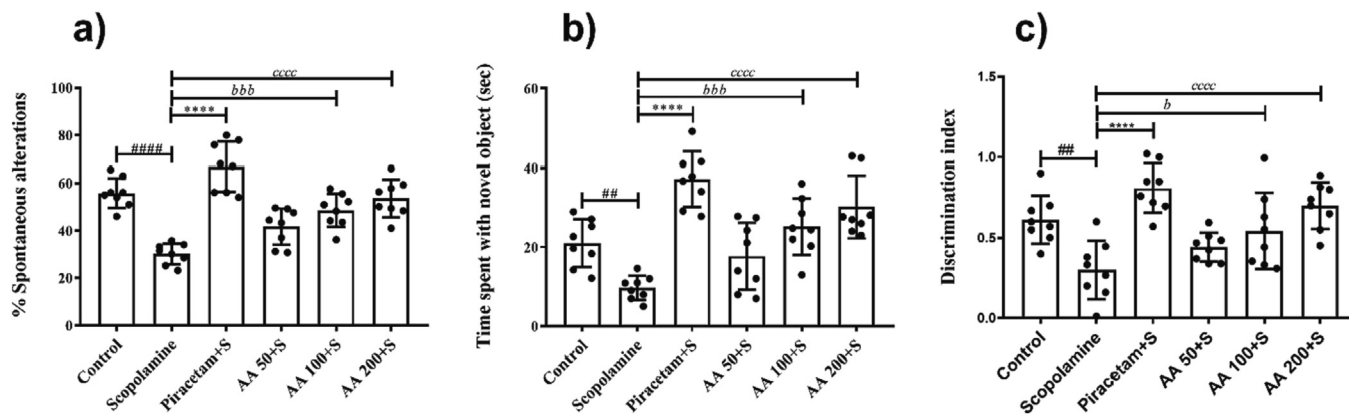 a)
% Spontaneous alterations
100
80
60
40
20
0
cccc
bbb
****
####
Control
Scopolamine
Piracetam+S
AA 50+S
AA 100+S
AA 200+S
b)
Time spent with novel object (sec)
60
40
20
0
cccc
bbb
****
##
Control
Scopolamine
Piracetam+S
AA 50+S
AA 100+S
AA 200+S
c)
Discrimination index
1.5
1.0
0.5
0.0
cccc
b
****
##
Control
Scopolamine
Piracetam+S
AA 50+S
AA 100+S
AA 200+S